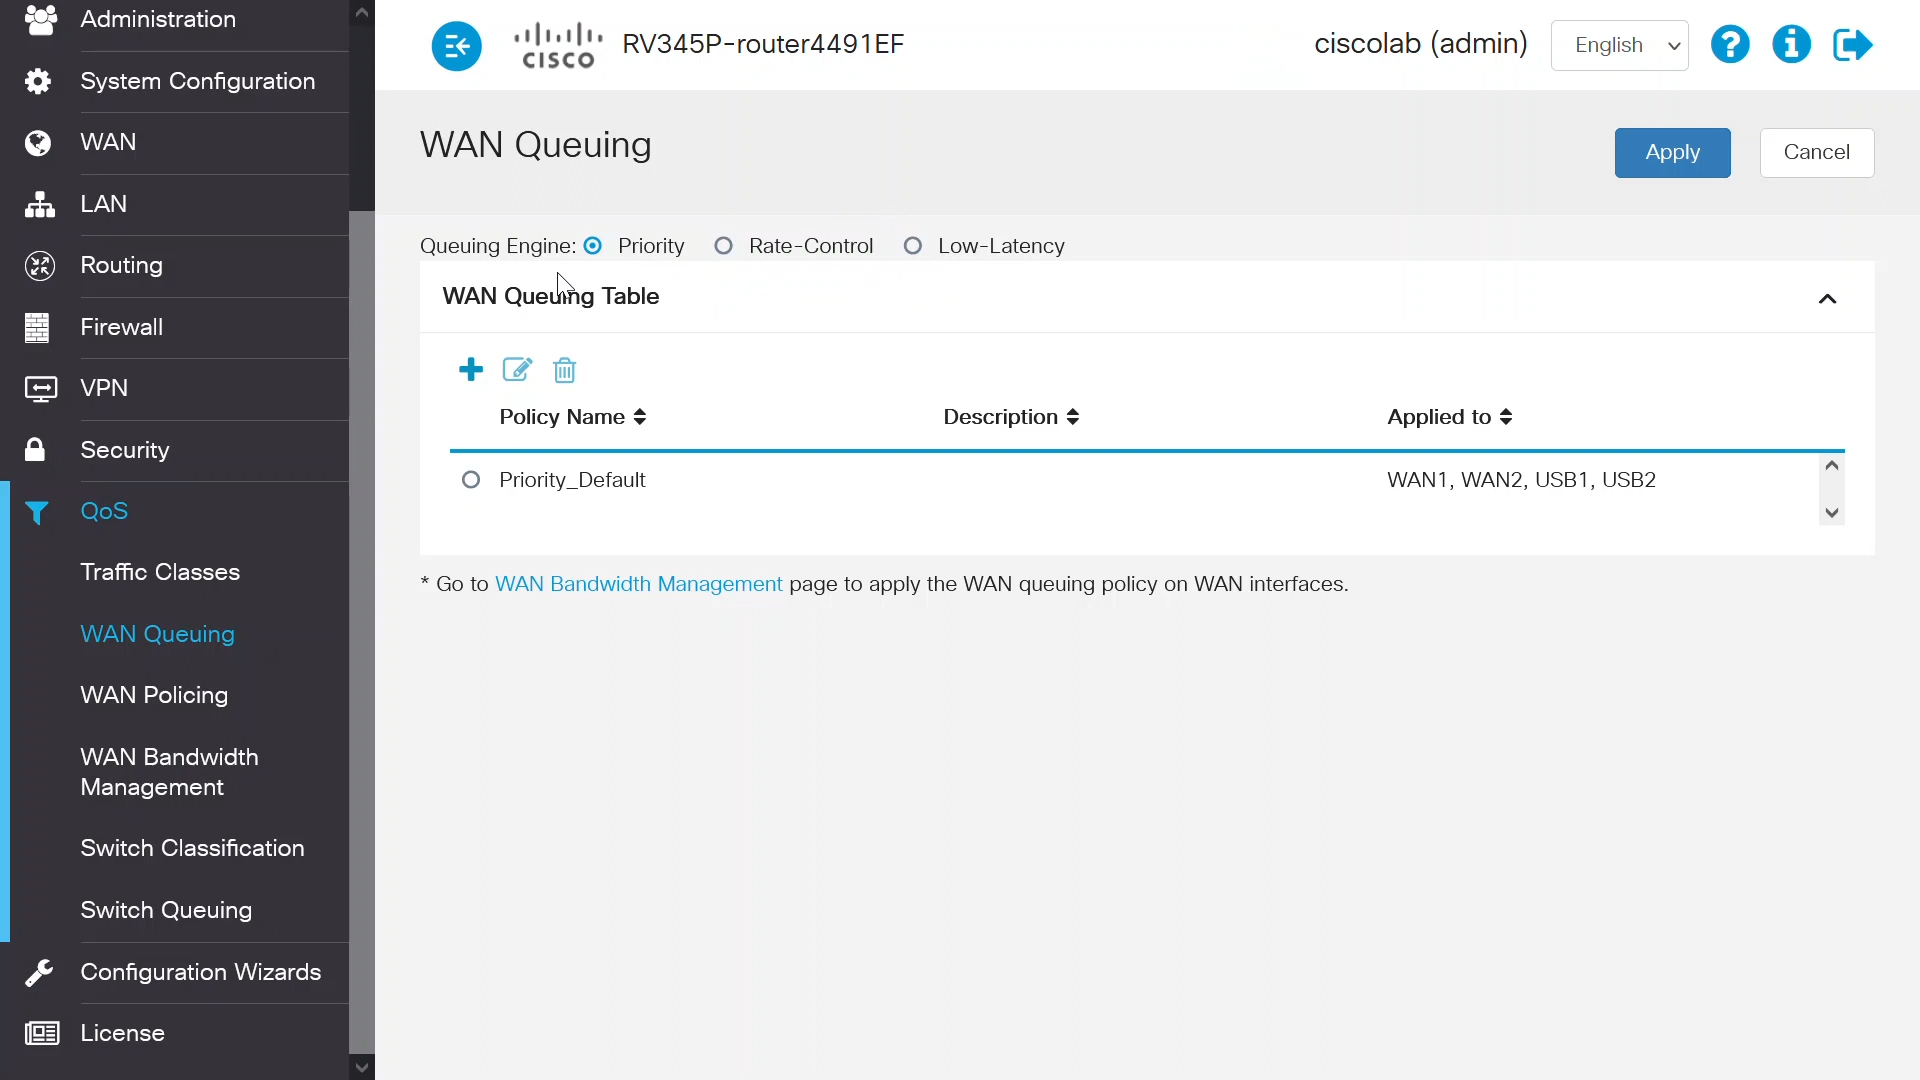 Administration
System Configuration
WAN
LAN
Routing
Firewall
VPN
Security
QoS
Traffic Classes
WAN Queuing
WAN Policing
WAN Bandwidth
Management
Switch Classification
Switch Queuing
Configuration Wizards
License
CISCO
RV345P-router4491EF
ciscolab (admin)
English
WAN Queuing
Apply
Cancel
Queuing Engine: Priority Rate-Control Low-Latency
WAN Queuing Table
Policy Name Description Applied to
Priority_Default WAN1, WAN2, USB1, USB2
* Go to WAN Bandwidth Management page to apply the WAN queuing policy on WAN interfaces.